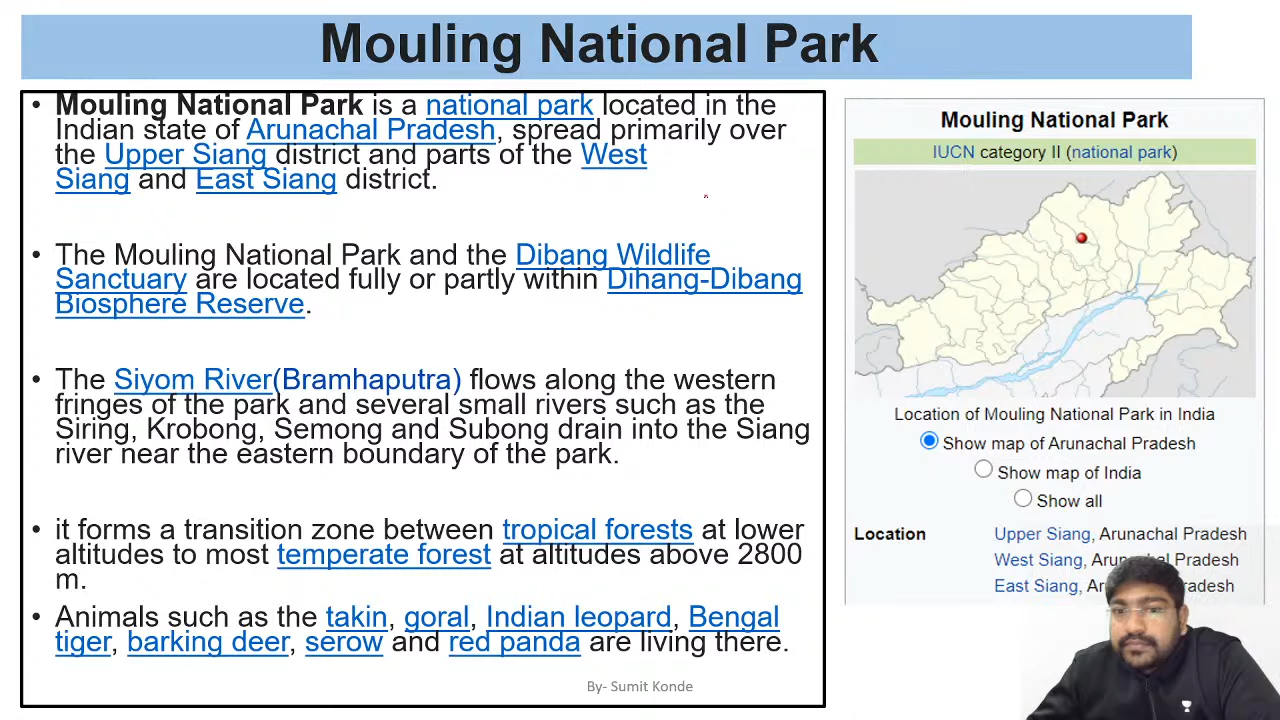 Mouling National Park
• Mouling National Park is a national park located in the
Indian state of Arunachal Pradesh, spread primarily over
the Upper Siang district and parts of the West
Siang and East Siang district.
• The Mouling National Park and the Dibang Wildlife
Sanctuary are located fully or partly within Dihang-Dibang
Biosphere Reserve.
• The Siyom River(Bramhaputra) flows along the western
fringes of the park and several small rivers such as the
Siring, Krobong, Semong and Subong drain into the Siang
river near the eastern boundary of the park.
• it forms a transition zone between tropical forests at lower
altitudes to most temperate forest at altitudes above 2800
m.
• Animals such as the takin, goral, Indian leopard, Bengal
tiger, barking deer, serow and red panda are living there.
By- Sumit Konde
Mouling National Park
IUCN category II (national park)
Location of Mouling National Park in India
Show map of Arunachal Pradesh
Show map of India
Show all
Location
Upper Siang, Arunachal Pradesh
West Siang, Arunachal Pradesh
East Siang, Arunachal Pradesh